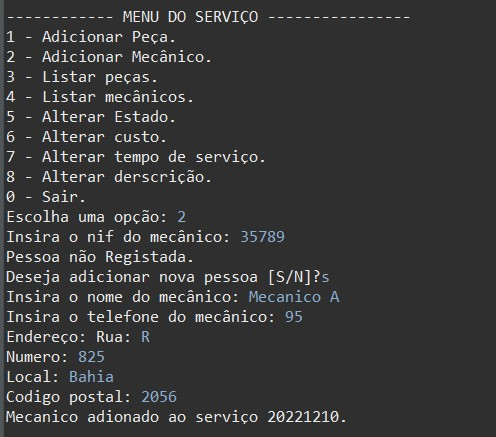 ------------ MENU DO SERVIÇO ----------------
1 - Adicionar Peça.
2 - Adicionar Mecânico.
3 - Listar peças.
4 - Listar mecânicos.
5 - Alterar Estado.
6 - Alterar custo.
7 - Alterar tempo de serviço.
8 - Alterar derscrição.
0 - Sair.
Escolha uma opção: 2
Insira o nif do mecânico: 35789
Pessoa não Registada.
Deseja adicionar nova pessoa [S/N]?s
Insira o nome do mecânico: Mecanico A
Insira o telefone do mecânico: 95
Endereço: Rua: R
Numero: 825
Local: Bahia
Codigo postal: 2056
Mecanico adionado ao serviço 20221210.